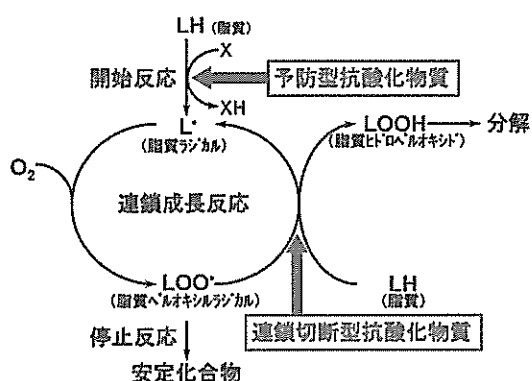 LH (脂質)
X
開始反応
予防型抗酸化物質
XH
L•
(脂質ラジカル)
LOOH
分解
(脂質ヒドロペルオキシド)
O₂
連鎖成長反応
LOO•
(脂質ペルオキシルラジカル)
LH
(脂質)
停止反応
連鎖切断型抗酸化物質
安定化合物